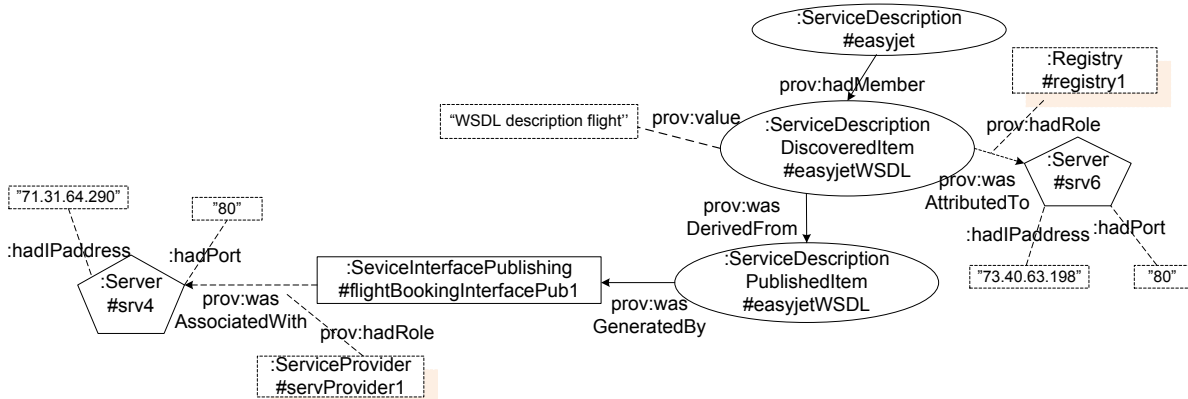 :ServiceDescription
#easyjet
:Registry
#registry1
prov:hadMember
"WSDL description flight''
prov:value
:ServiceDescription
DiscoveredItem
#easyjetWSDL
prov:hadRole
:Server
#srv6
prov:was
AttributedTo
"71.31.64.290"
"80"
prov:was
DerivedFrom
:hadIPaddress
:hadPort
:hadIPaddress
:hadPort
:Server
#srv4
:SeviceInterfacePublishing
#flightBookingInterfacePub1
:ServiceDescription
PublishedItem
#easyjetWSDL
"73.40.63.198"
"80"
prov:was
AssociatedWith
prov:was
GeneratedBy
prov:hadRole
:ServiceProvider
#servProvider1